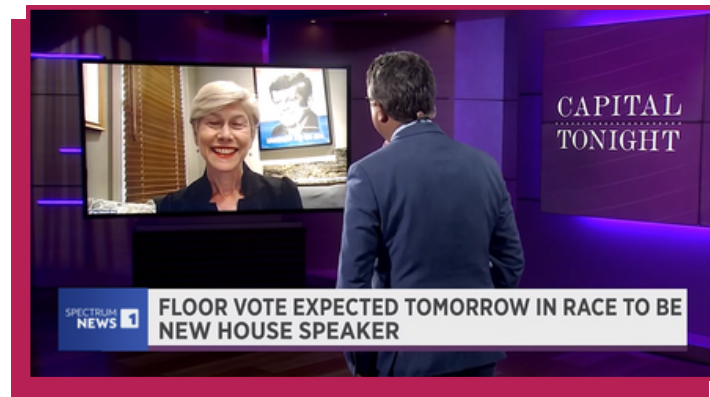 CAPITAL
TONIGHT
SPECTRUM
NEWS 1
FLOOR VOTE EXPECTED TOMORROW IN RACE TO BE
NEW HOUSE SPEAKER